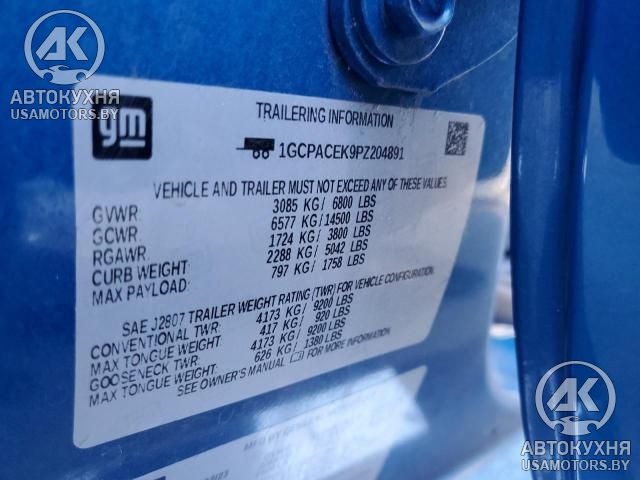 АК
АВТОКУХНЯ
USAMOTORS.BY
gm
TRAILERING INFORMATION
1GCPACEK9PZ204891
VEHICLE AND TRAILER MUST NOT EXCEED ANY OF THESE VALUES
GVWR: 3085 KG/ 6800 LBS
GCWR: 6577 KG/ 14500 LBS
RGAWR: 1724 KG/ 3800 LBS
CURB WEIGHT: 2288 KG/ 5042 LBS
MAX PAYLOAD: 797 KG/ 1758 LBS
SAE J2807 TRAILER WEIGHT RATING (TWR) FOR VEHICLE CONFIGURATION.
CONVENTIONAL TWR: 4173 KG/ 9200 LBS
MAX TONGUE WEIGHT: 417 KG/ 920 LBS
GOOSENECK TWR: 4173 KG/ 9200 LBS
MAX TONGUE WEIGHT: 626 KG/ 1380 LBS
SEE OWNER'S MANUAL FOR MORE INFORMATION
АК
АВТОКУХНЯ
USAMOTORS.BY